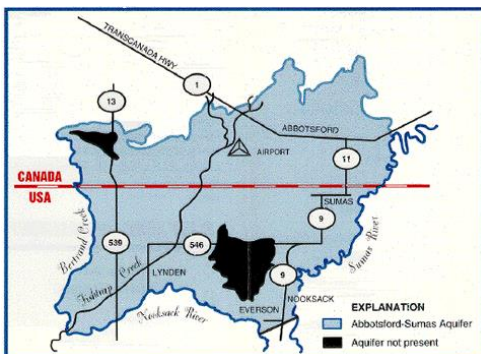 TRANSCANADA HWY
1
13
ABBOTSFORD
AIRPORT
11
CANADA
USA
SUMAS
9
Bertrand Creek
539
546
Fishtrap Creek
LYNDEN
9
Sumas River
NOOKSACK
EVERSON
Nooksack River
EXPLANATION
Abbotsford-Sumas Aquifer
Aquifer not present